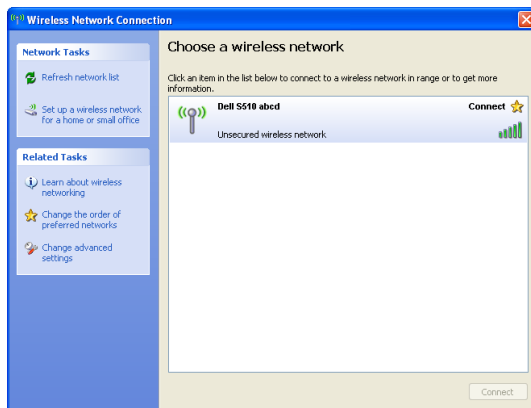 Wireless Network Connection
Network Tasks
Refresh network list
Set up a wireless network
for a home or small office
Related Tasks
Learn about wireless
networking
Change the order of
preferred networks
Change advanced
settings
Choose a wireless network
Click an item in the list below to connect to a wireless network in range or to get more
information.
Dell S510 abcd
Connect
Unsecured wireless network
Connect